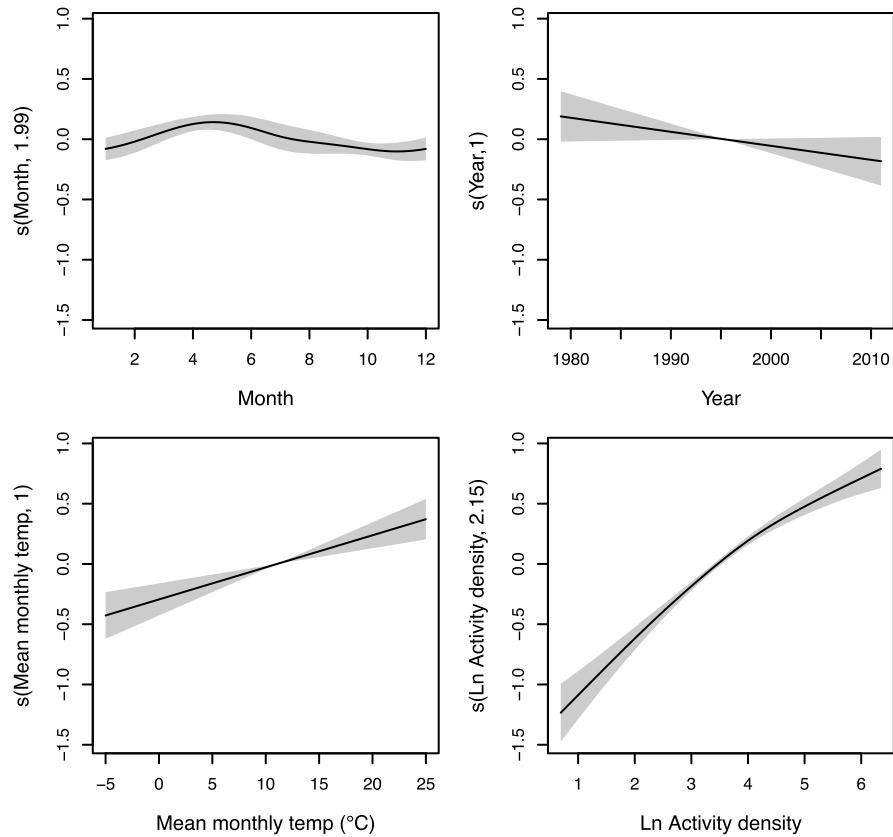 1.0
0.5
0.0
−0.5
−1.0
−1.5
s(Month, 1.99)
2 4 6 8 10 12
Month
1.0
0.5
0.0
−0.5
−1.0
−1.5
s(Year,1)
1980 1990 2000 2010
Year
1.0
0.5
0.0
−0.5
−1.0
−1.5
s(Mean monthly temp, 1)
−5 0 5 10 15 20 25
Mean monthly temp (°C)
1.0
0.5
0.0
−0.5
−1.0
−1.5
s(Ln Activity density, 2.15)
1 2 3 4 5 6
Ln Activity density